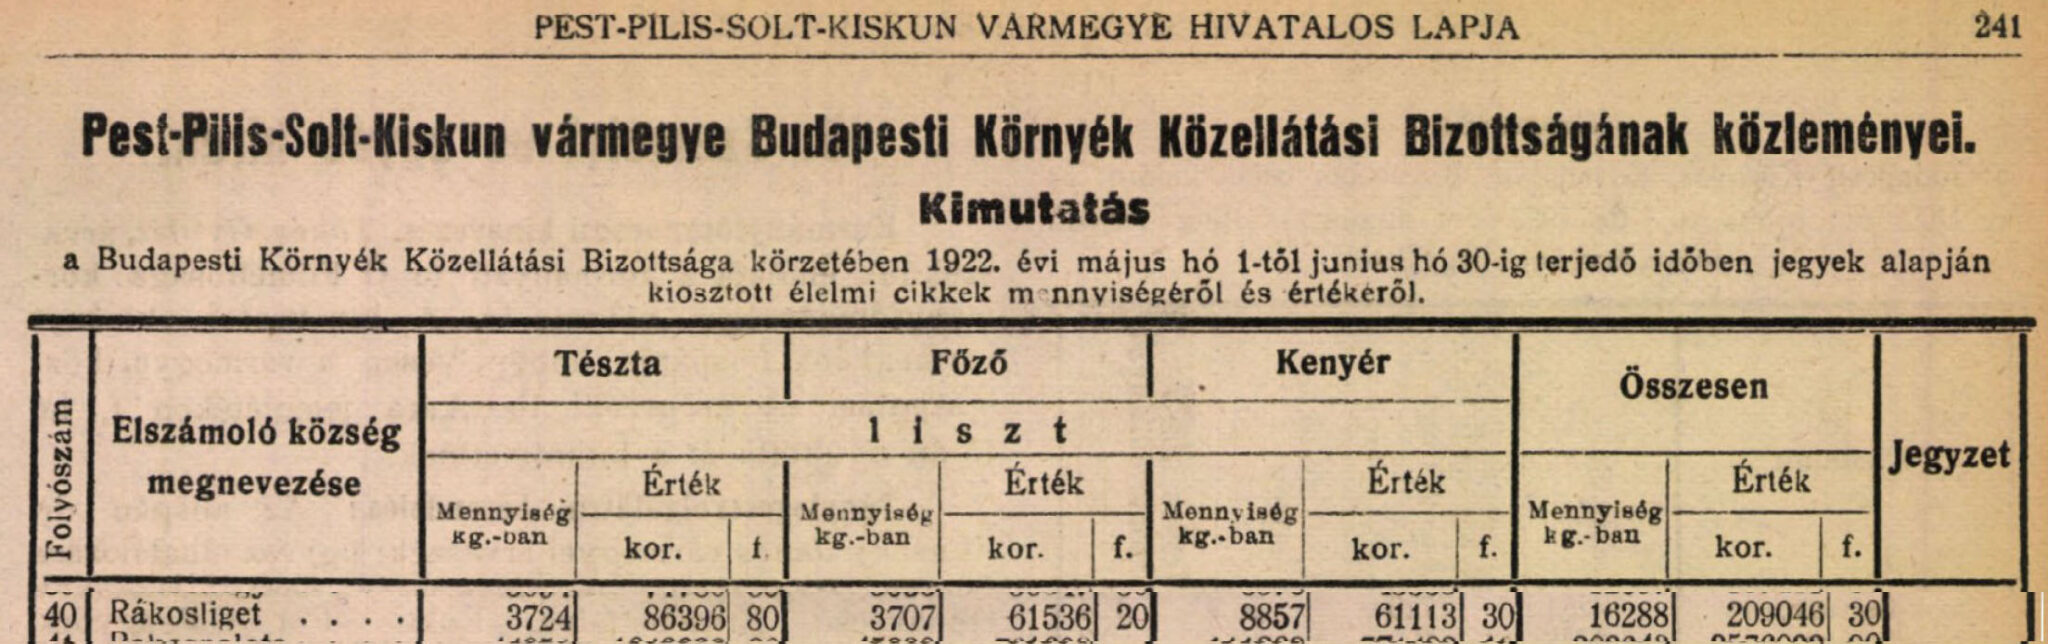 PEST-PILIS-SOLT-KISKUN VÁRMEGYE HIVATALOS LAPJA 241
Pest-Pilis-Solt-Kiskun vármegye Budapesti Környék Közellátási Bizottságának közleményei.
Kimutatás
a Budapesti Környék Közellátási Bizottsága körzetében 1922. évi május hó 1-től junius hó 30-ig terjedő időben jegyek alapján
kiosztott élelmi cikkek mennyiségéről és értékéről.
Folyószám
Elszámoló község
megnevezése
Tészta Főző Kenyér
liszt
Összesen
Jegyzet
Mennyiség
kg.-ban
Érték
kor. f.
Mennyiség
kg.-ban
Érték
kor. f.
Mennyiség
kg.-ban
Érték
kor. f.
Mennyiség
kg.-ban
Érték
kor. f.
40 Rákosliget . . . . 3724 86396 80 3707 61536 20 8857 61113 30 16288 209046 30